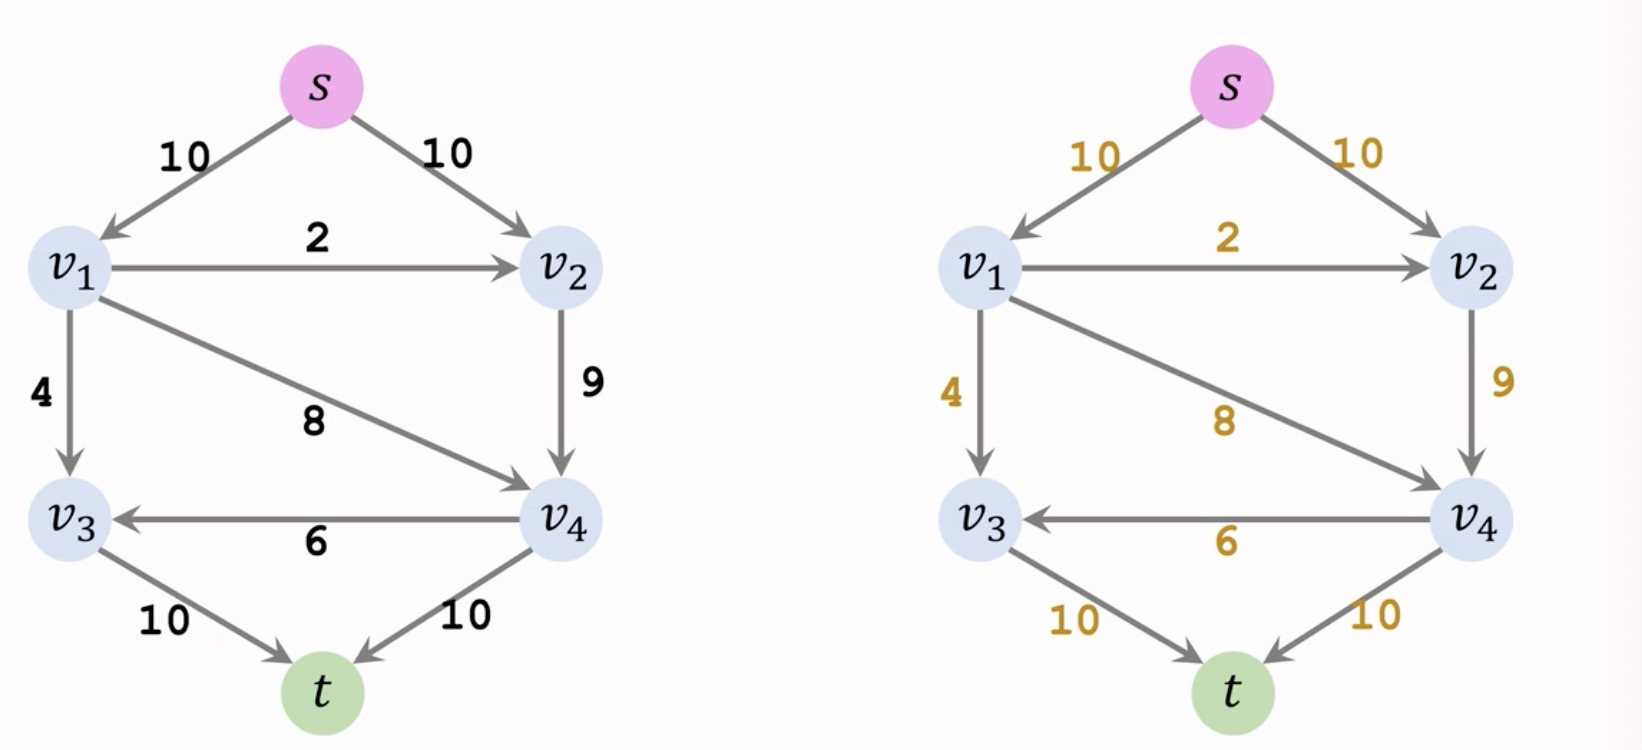 s s
10 10 10 10
2 2
v₁ v₂ v₁ v₂
4 8 9 4 8 9
v₃ v₄ v₃ v₄
6 6
10 10 10 10
t t